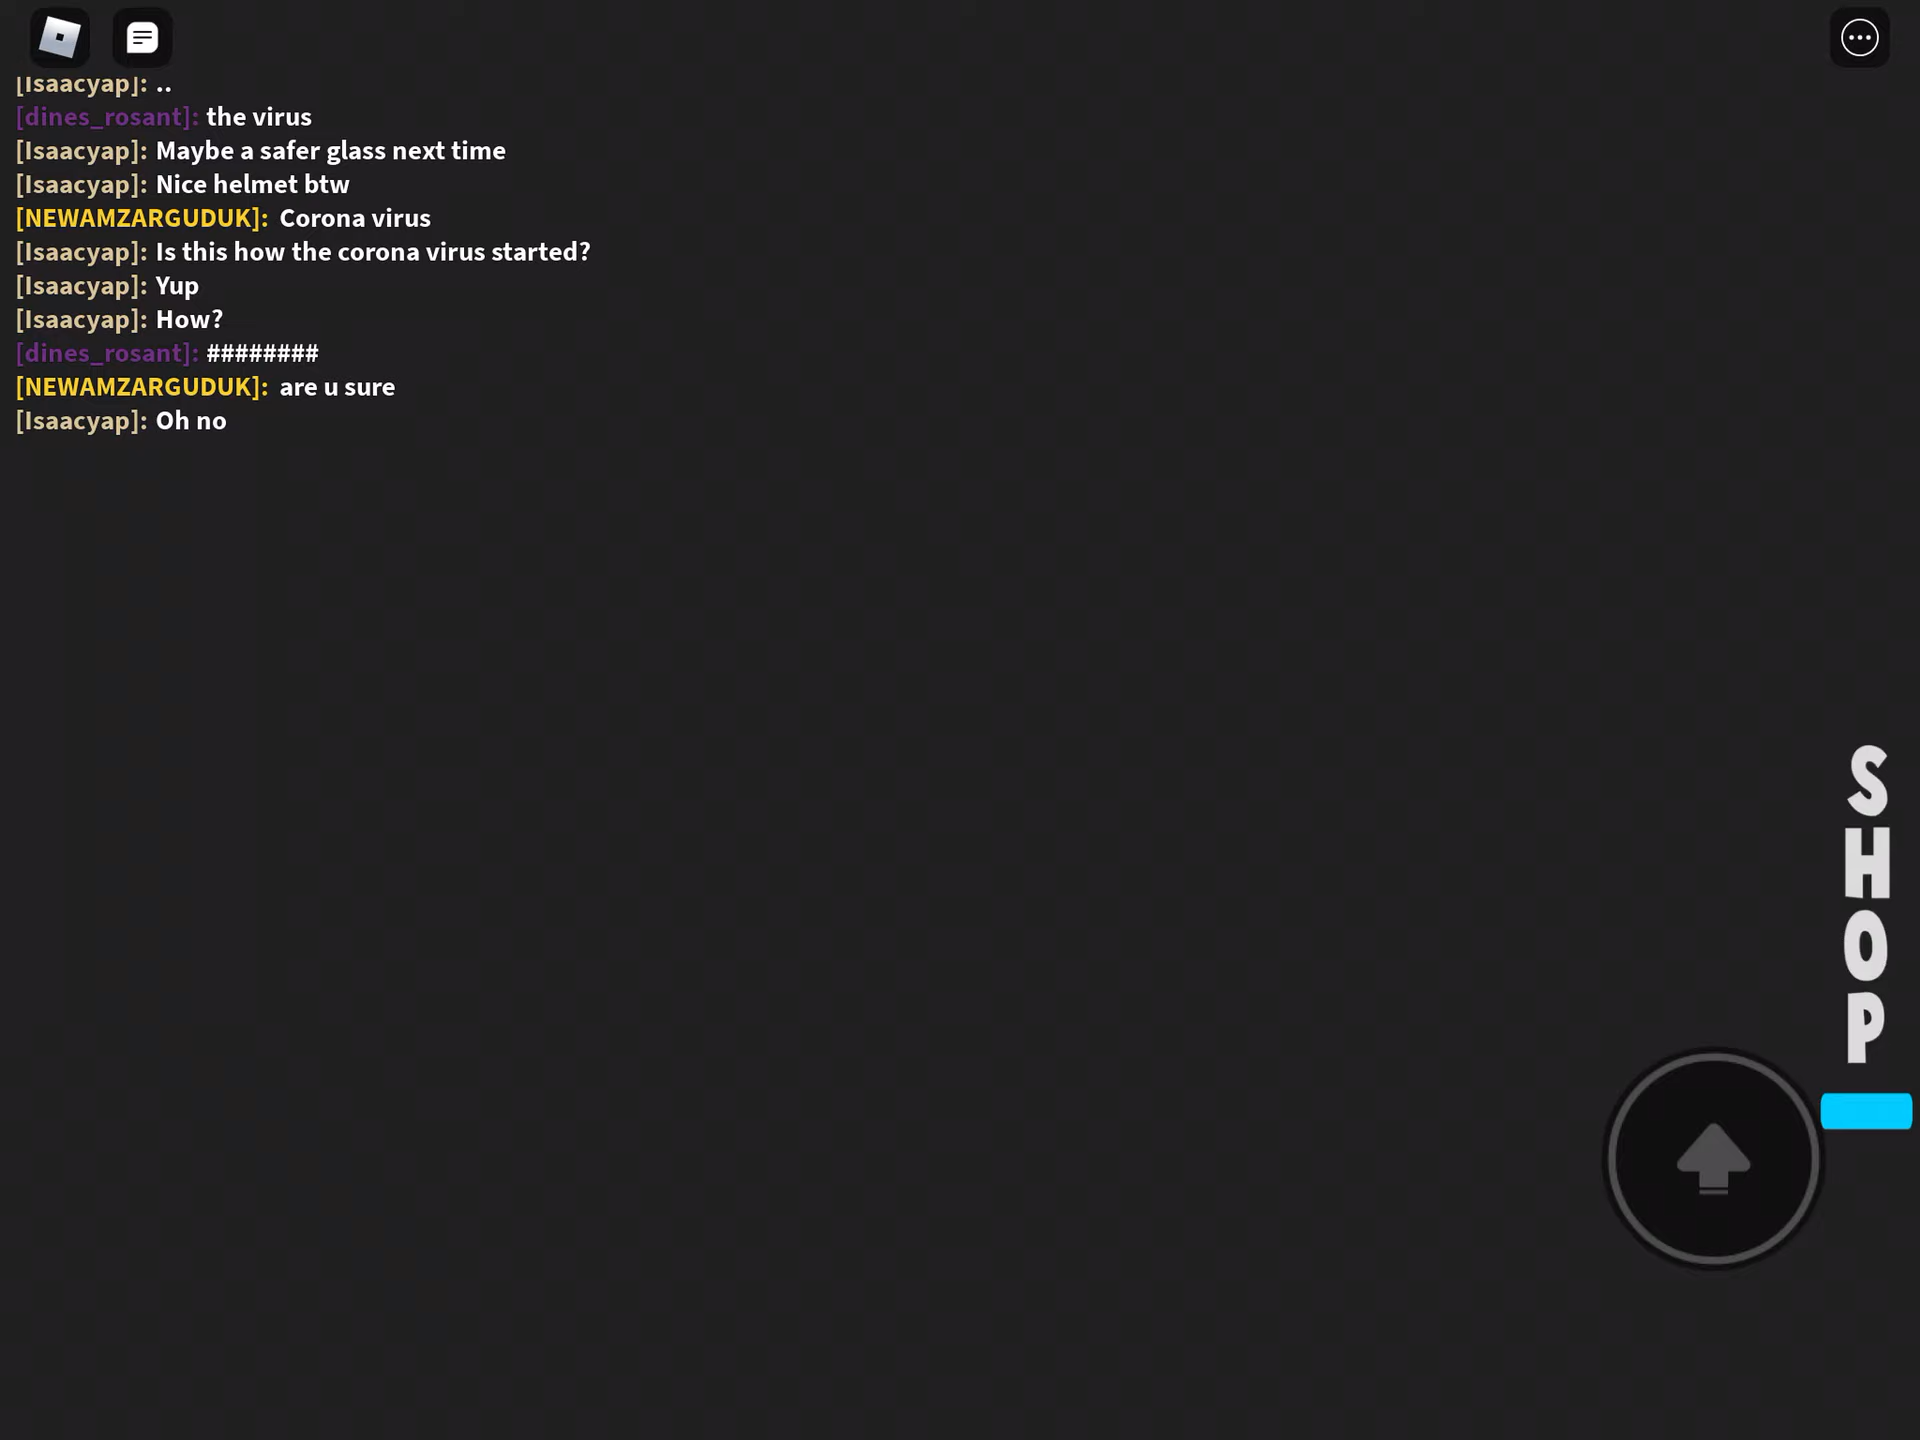 [Isaacyap]: ..
[dines_rosant]: the virus
[Isaacyap]: Maybe a safer glass next time
[Isaacyap]: Nice helmet btw
[NEWAMZARGUDUK]: Corona virus
[Isaacyap]: Is this how the corona virus started?
[Isaacyap]: Yup
[Isaacyap]: How?
[dines_rosant]: ########
[NEWAMZARGUDUK]: are u sure
[Isaacyap]: Oh no
SHOP